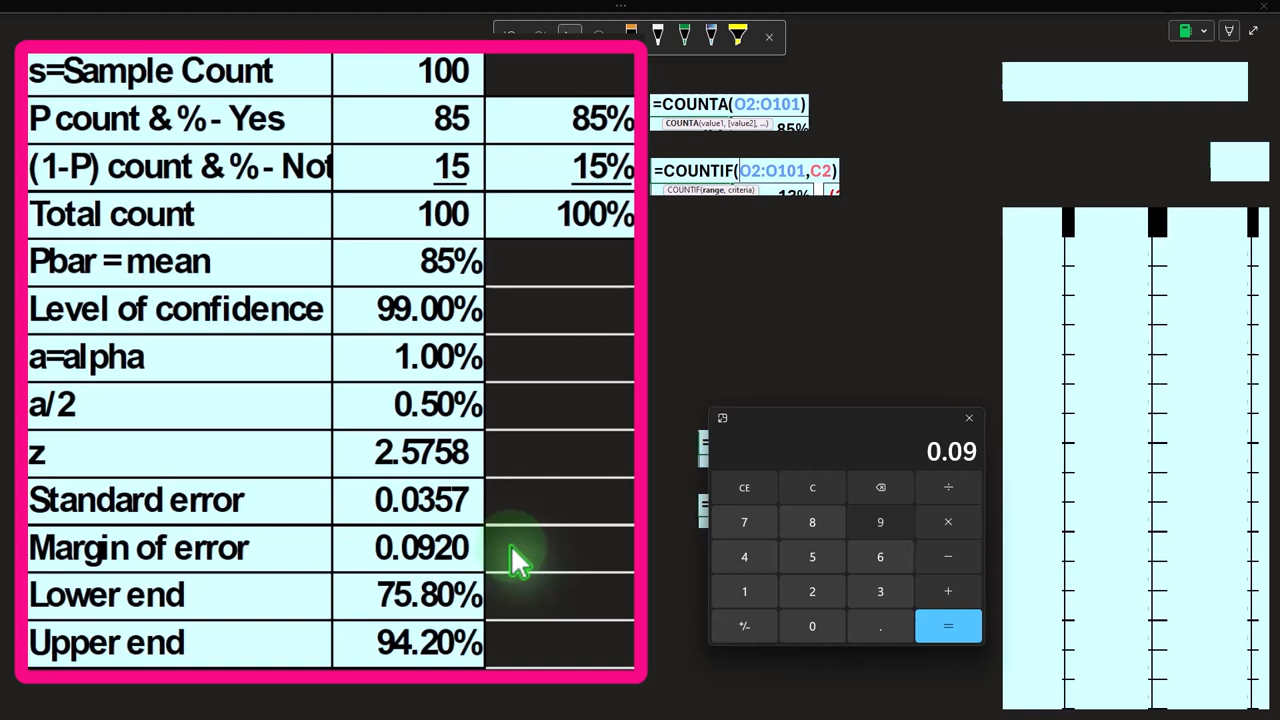 s=Sample Count 100
P count & % - Yes 85 85%
(1-P) count & % - Not 15 15%
Total count 100 100%
Pbar = mean 85%
Level of confidence 99.00%
a=alpha 1.00%
a/2 0.50%
z 2.5758
Standard error 0.0357
Margin of error 0.0920
Lower end 75.80%
Upper end 94.20%
=COUNTA(O2:O101)
COUNTA(value1, [value2], ...)
85%
=COUNTIF(O2:O101,C2)
COUNTIF(range, criteria)
13%
0.09
CE C ⌫ ÷
7 8 9 ×
4 5 6 −
1 2 3 +
+/- 0 . =